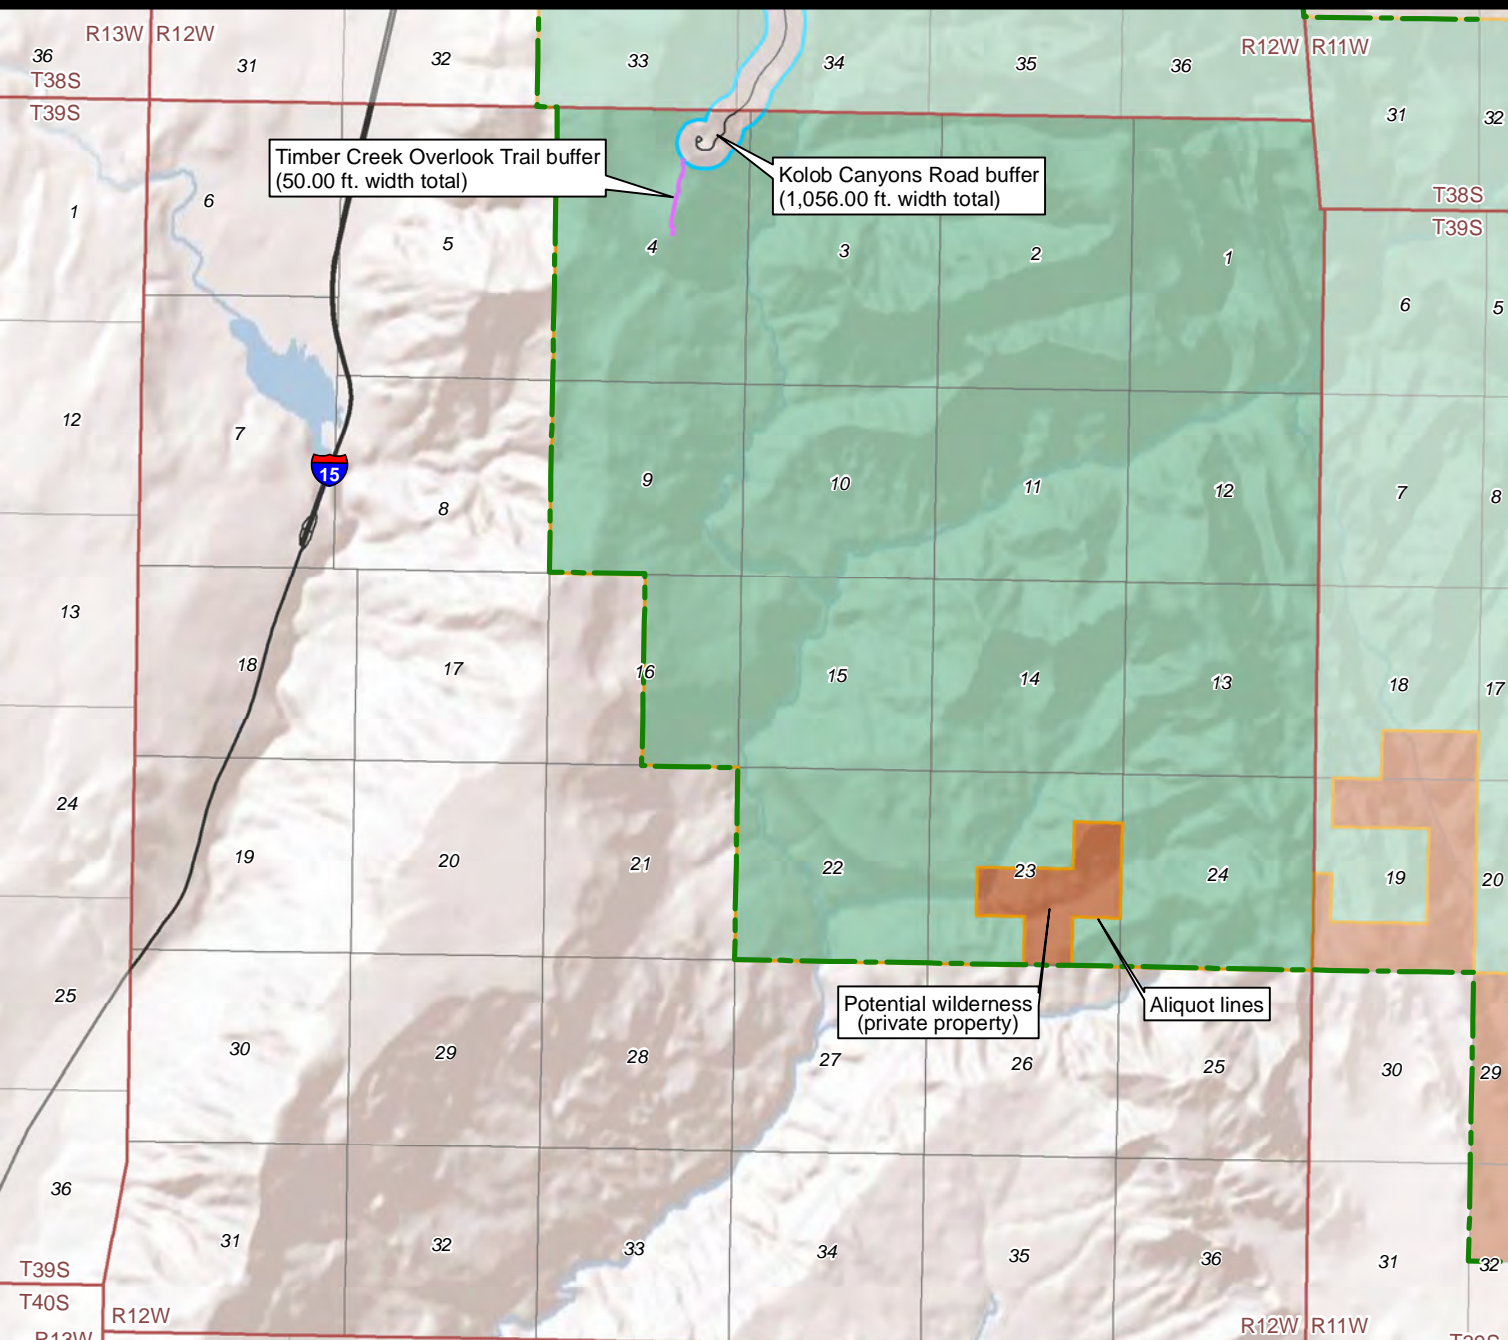 R13W R12W
R12W R11W
36 31 32 33 34 35 36
T38S
T39S
31 32
Timber Creek Overlook Trail buffer
(50.00 ft. width total)
Kolob Canyons Road buffer
(1,056.00 ft. width total)
T38S
T39S
1 6 5 4 3 2 1
6 5
12 7 8 9 10 11 12 7 8
15
13 18 17 16 15 14 13 18 17
24 19 20 21 22 23 24 19 20
25
Potential wilderness
(private property)
Aliquot lines
30 29 28 27 26 25 30 29
36 31 32 33 34 35 36 31 32
T39S
T40S
R12W
R12W R11W
R13W